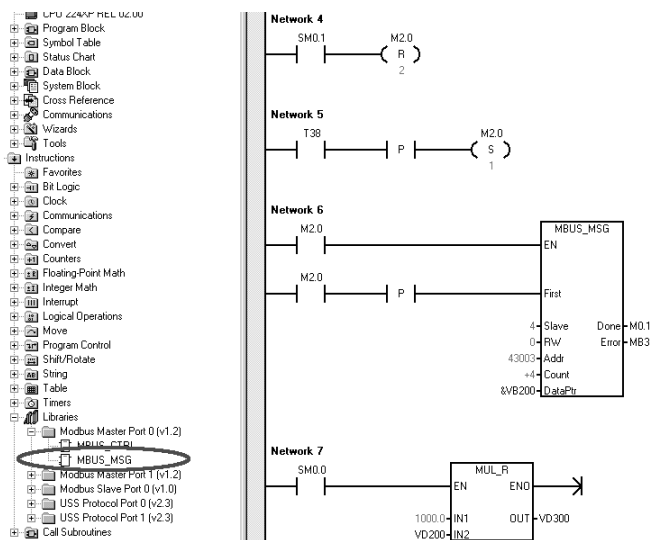 CPU 224XP REL 02.00
Program Block
Symbol Table
Status Chart
Data Block
System Block
Cross Reference
Communications
Wizards
Tools
Instructions
Favorites
Bit Logic
Clock
Communications
Compare
Convert
Counters
Floating-Point Math
Integer Math
Interrupt
Logical Operations
Move
Program Control
Shift/Rotate
String
Table
Timers
Libraries
Modbus Master Port 0 (v1.2)
MBUS_CTRL
MBUS_MSG
Modbus Master Port 1 (v1.2)
Modbus Slave Port 0 (v1.0)
USS Protocol Port 0 (v2.3)
USS Protocol Port 1 (v2.3)
Call Subroutines
Network 4
SM0.1 M2.0
R
2
Network 5
T38 M2.0
P S
1
Network 6
M2.0 MBUS_MSG
EN
M2.0
P First
4 Slave Done M0.1
0 RW Error MB3
43003 Addr
+4 Count
&VB200 DataPtr
Network 7
SM0.0 MUL_R
EN ENO
1000.0 IN1 OUT VD300
VD200 IN2